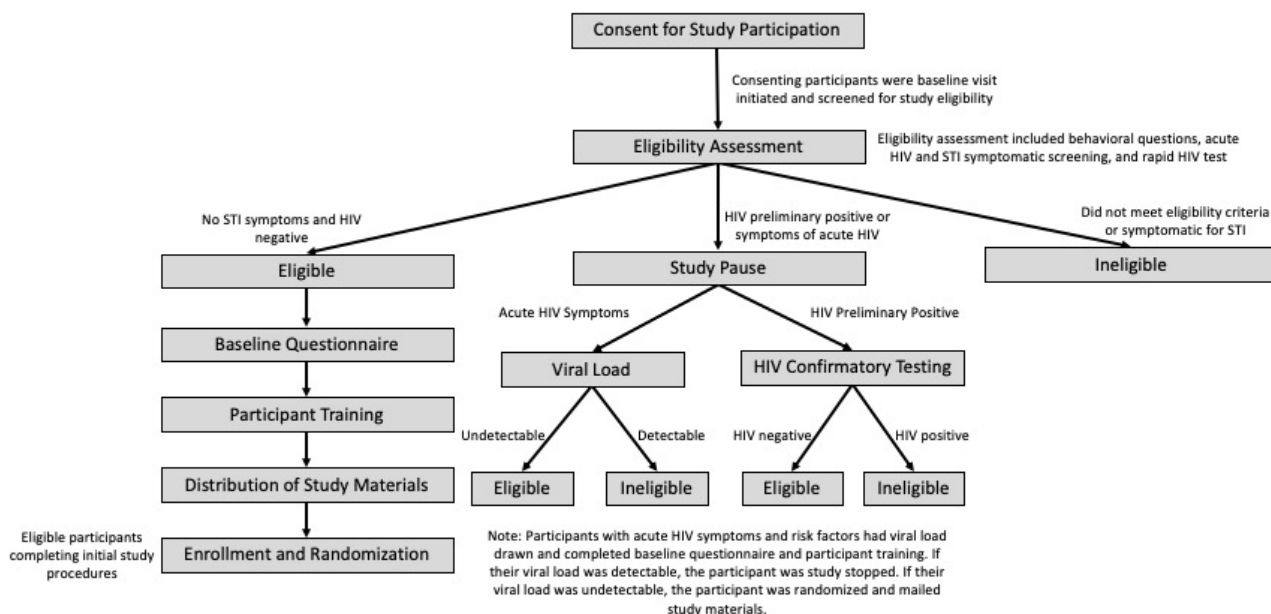 Consent for Study Participation
Consenting participants were baseline visit
initiated and screened for study eligibility
Eligibility Assessment
Eligibility assessment included behavioral questions, acute
HIV and STI symptomatic screening, and rapid HIV test
No STI symptoms and HIV
negative
HIV preliminary positive or
symptoms of acute HIV
Did not meet eligibility criteria
or symptomatic for STI
Eligible
Study Pause
Ineligible
Acute HIV Symptoms
HIV Preliminary Positive
Baseline Questionnaire
Viral Load
HIV Confirmatory Testing
Participant Training
Undetectable
Detectable
HIV negative
HIV positive
Distribution of Study Materials
Eligible
Ineligible
Eligible
Ineligible
Eligible participants
completing initial study
procedures
Enrollment and Randomization
Note: Participants with acute HIV symptoms and risk factors had viral load
drawn and completed baseline questionnaire and participant training. If
their viral load was detectable, the participant was study stopped. If their
viral load was undetectable, the participant was randomized and mailed
study materials.